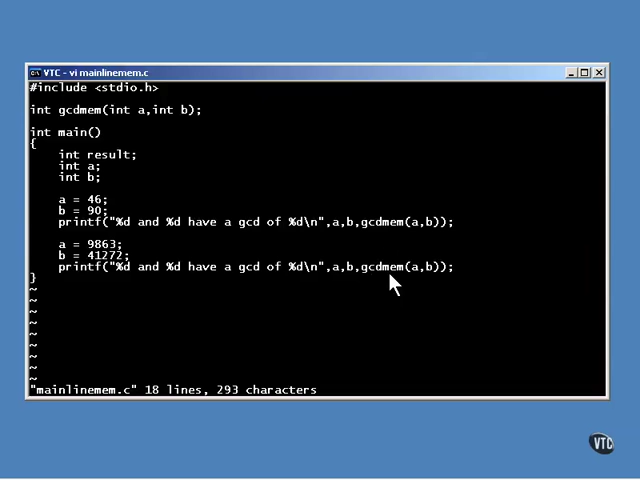 VTC - vi mainlinemem.c
#include <stdio.h>
int gcdmem(int a,int b);
int main()
{
    int result;
    int a;
    int b;
    a = 46;
    b = 90;
    printf("%d and %d have a gcd of %d\n",a,b,gcdmem(a,b));
    a = 9863;
    b = 41272;
    printf("%d and %d have a gcd of %d\n",a,b,gcdmem(a,b));
}
~
~
~
~
~
~
~
~
~
"mainlinemem.c" 18 lines, 293 characters
VTC